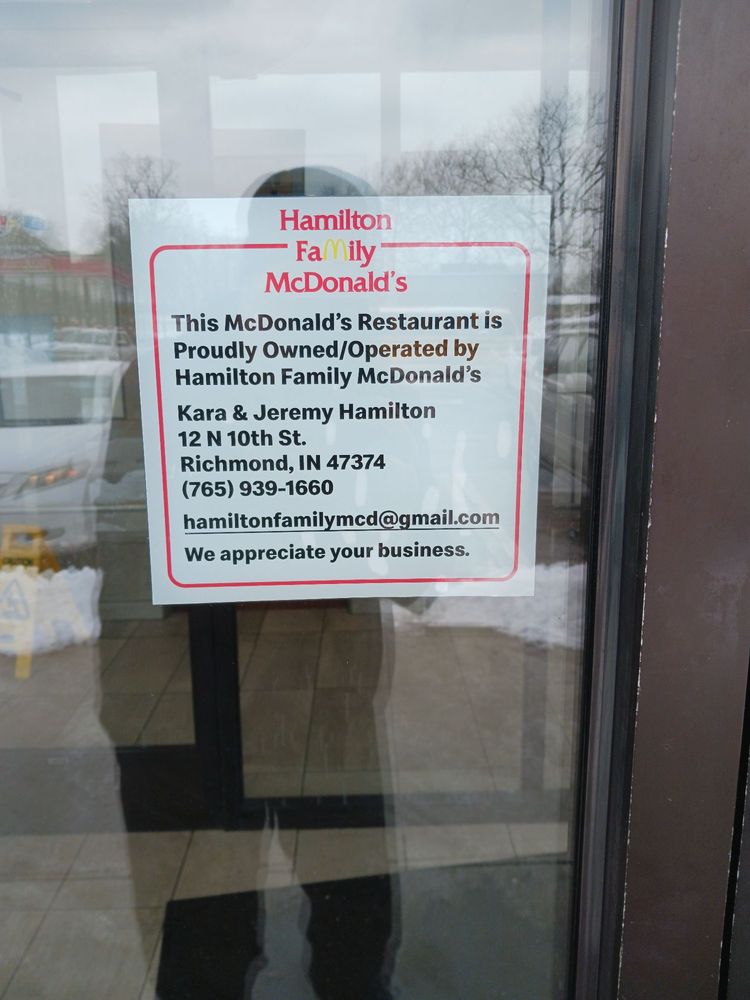 Hamilton
Family
McDonald's
This McDonald's Restaurant is
Proudly Owned/Operated by
Hamilton Family McDonald's
Kara & Jeremy Hamilton
12 N 10th St.
Richmond, IN 47374
(765) 939-1660
hamiltonfamilymcd@gmail.com
We appreciate your business.